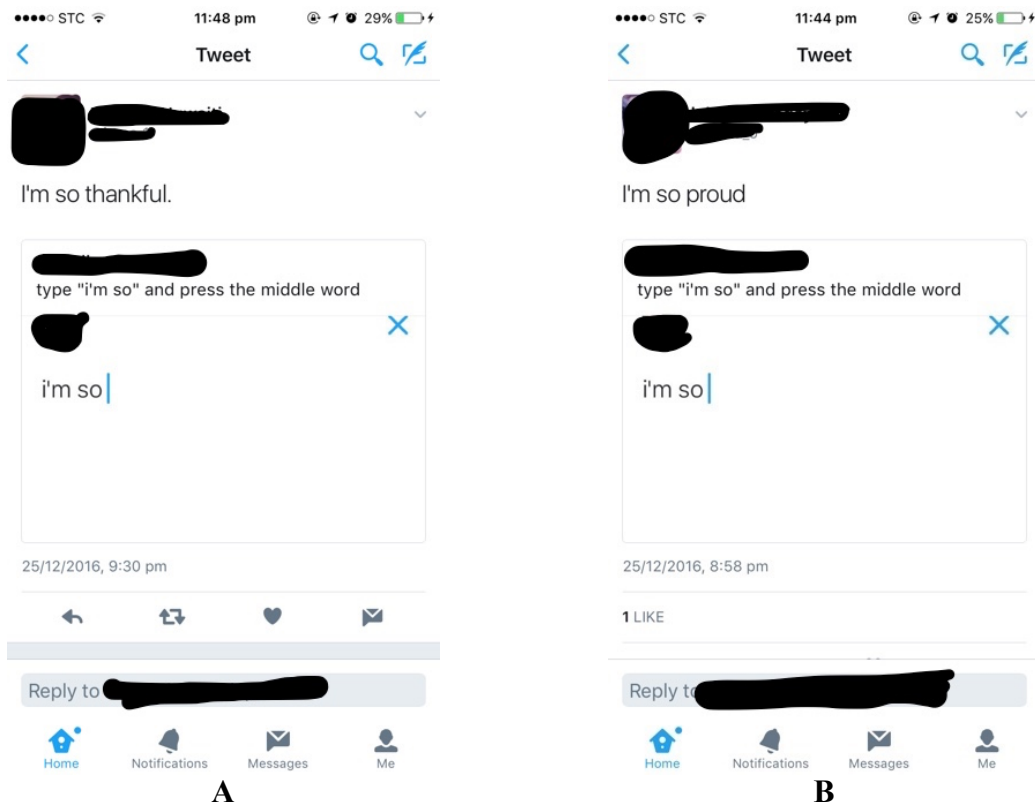 STC 11:48 pm 29%
Tweet
I'm so thankful.
type "i'm so" and press the middle word
i'm so
25/12/2016, 9:30 pm
Reply to
Home Notifications Messages Me
A
STC 11:44 pm 25%
Tweet
I'm so proud
type "i'm so" and press the middle word
i'm so
25/12/2016, 8:58 pm
1 LIKE
Reply to
Home Notifications Messages Me
B